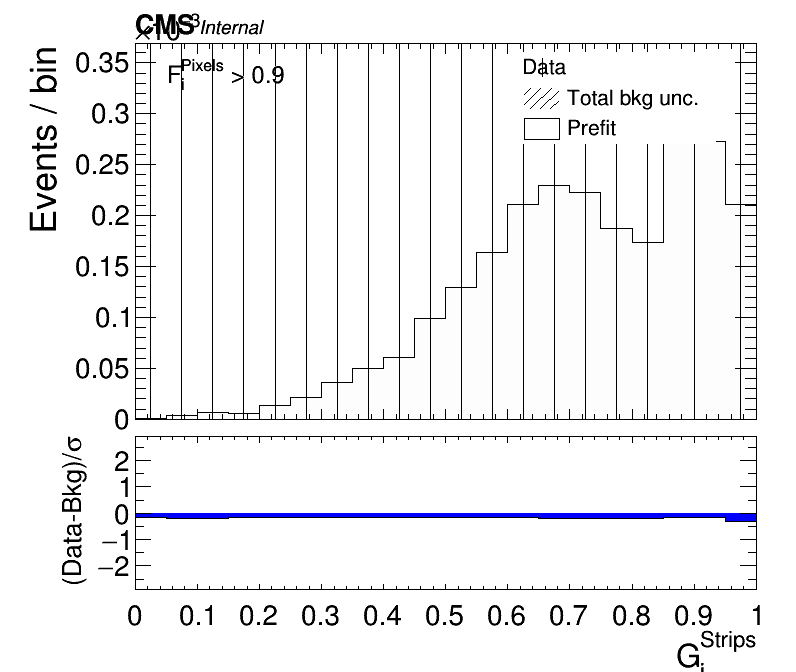 CMS Internal
×10³
F_i^Pixels > 0.9
Data
Total bkg unc.
Prefit
Events / bin
0.35
0.3
0.25
0.2
0.15
0.1
0.05
0
(Data-Bkg)/σ
2
1
0
−1
−2
0 0.1 0.2 0.3 0.4 0.5 0.6 0.7 0.8 0.9 1
G_i^Strips